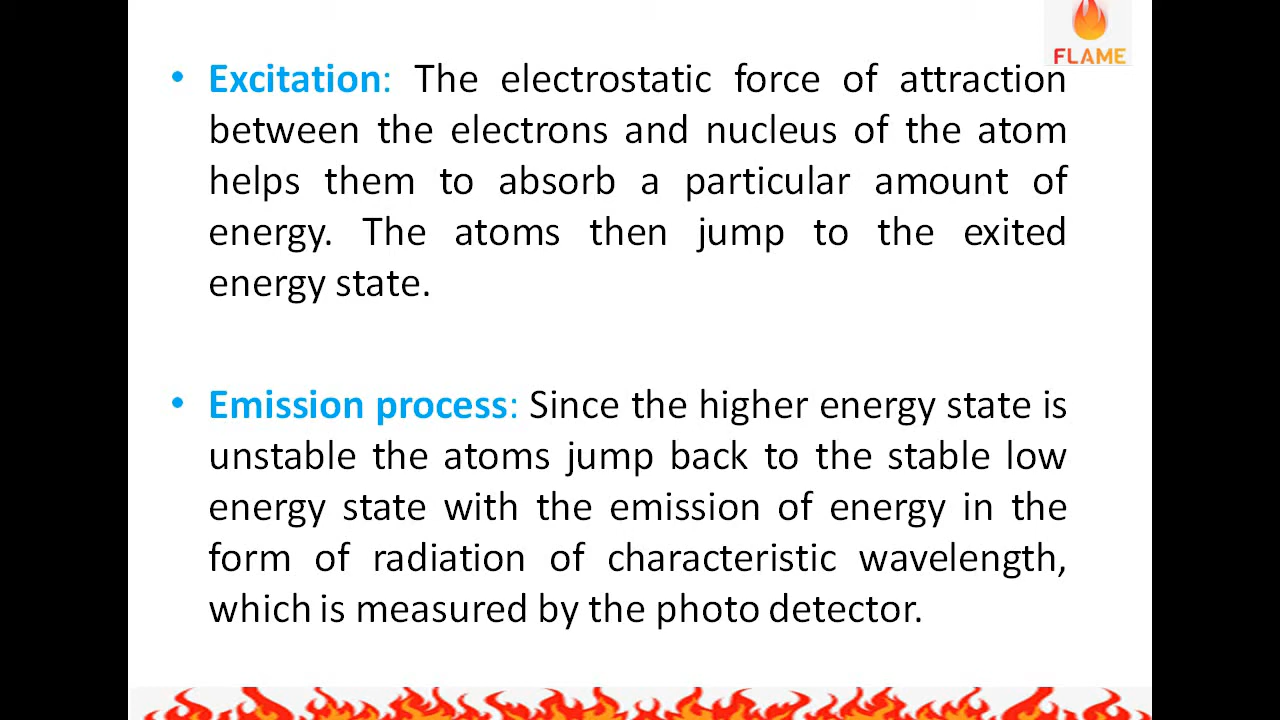 FLAME
• Excitation: The electrostatic force of attraction
between the electrons and nucleus of the atom
helps them to absorb a particular amount of
energy. The atoms then jump to the exited
energy state.
• Emission process: Since the higher energy state is
unstable the atoms jump back to the stable low
energy state with the emission of energy in the
form of radiation of characteristic wavelength,
which is measured by the photo detector.